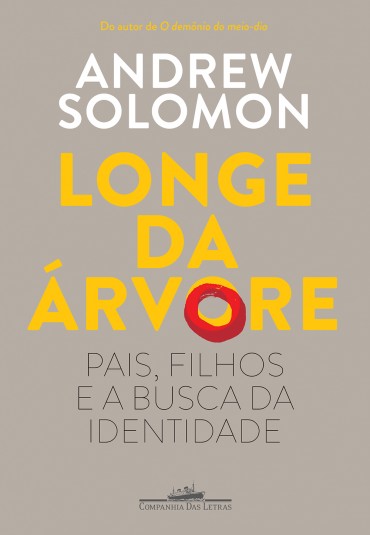 Do autor de O demônio do meio-dia
ANDREW
SOLOMON
LONGE
DA
ÁRVORE
PAIS, FILHOS
E A BUSCA DA
IDENTIDADE
COMPANHIA DAS LETRAS